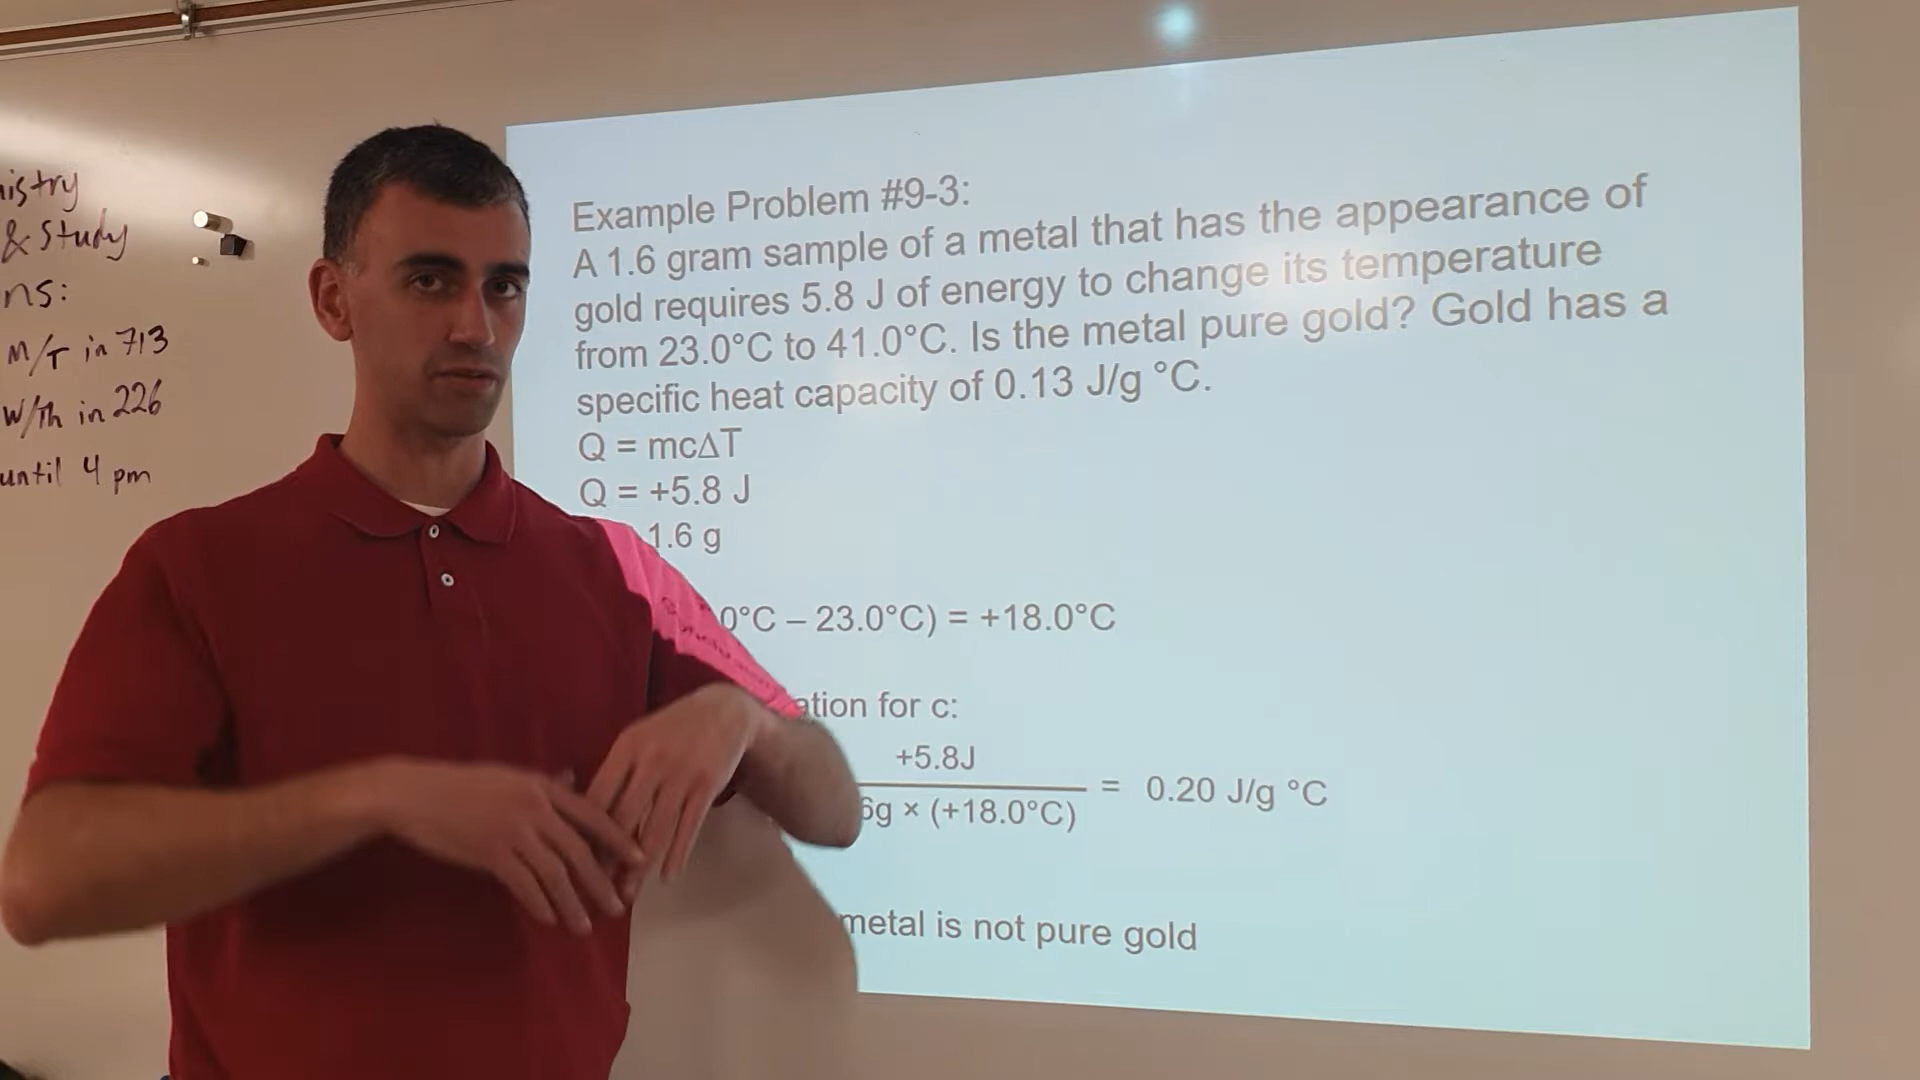 istry
& Study
ns:
M/T in 713
W/Th in 226
until 4 pm
Example Problem #9-3:
A 1.6 gram sample of a metal that has the appearance of
gold requires 5.8 J of energy to change its temperature
from 23.0°C to 41.0°C. Is the metal pure gold? Gold has a
specific heat capacity of 0.13 J/g °C.
Q = mc∆T
Q = +5.8 J
1.6 g
0°C – 23.0°C) = +18.0°C
ation for c:
+5.8J
6g × (+18.0°C)
= 0.20 J/g °C
metal is not pure gold